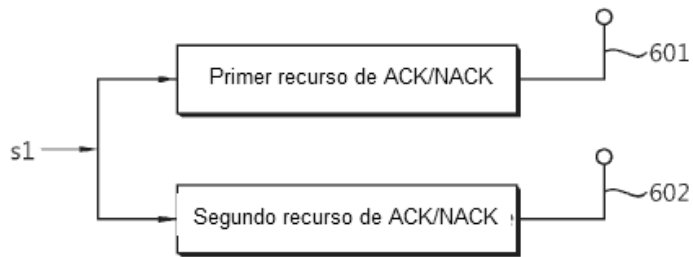 Primer recurso de ACK/NACK
601
s1
Segundo recurso de ACK/NACK
602